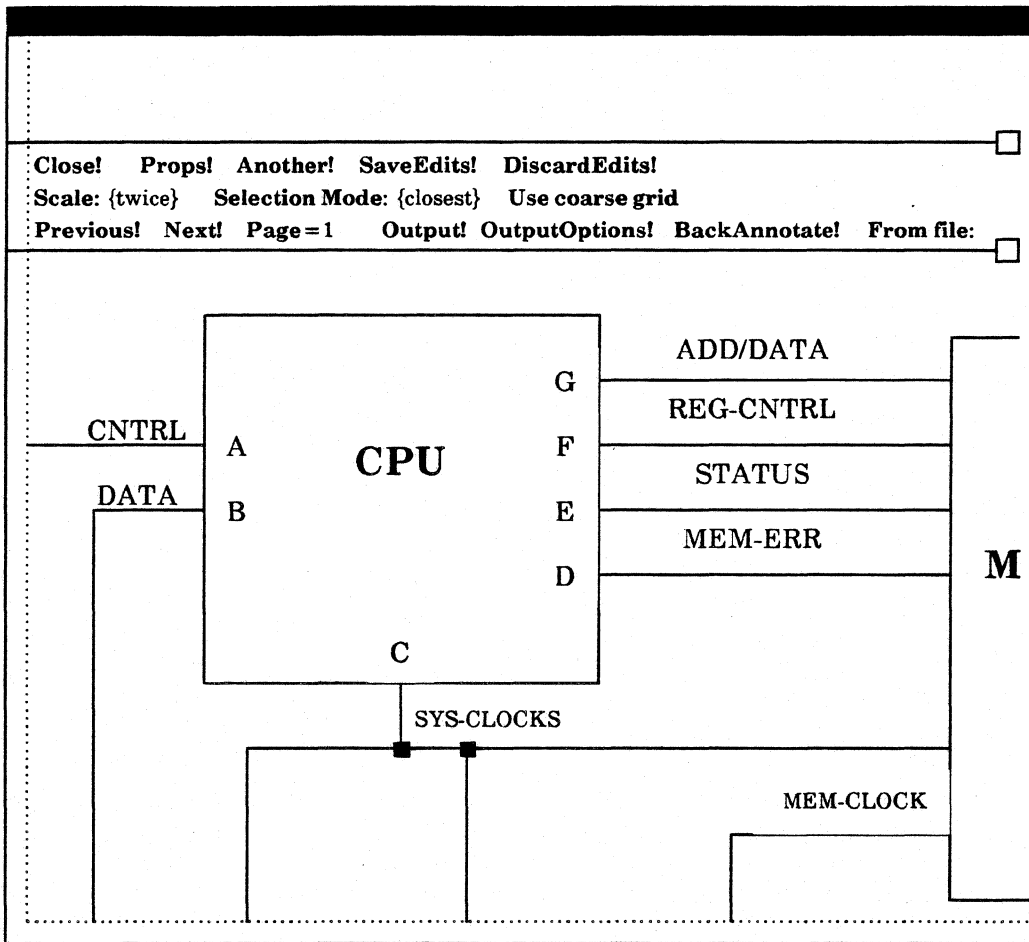 Close! Props! Another! SaveEdits! DiscardEdits!
Scale: {twice} Selection Mode: {closest} Use coarse grid
Previous! Next! Page=1 Output! OutputOptions! BackAnnotate! From file:
ADD/DATA
G
REG-CNTRL
CNTRL
A
CPU
F
STATUS
DATA
B
E
MEM-ERR
D
M
C
SYS-CLOCKS
MEM-CLOCK